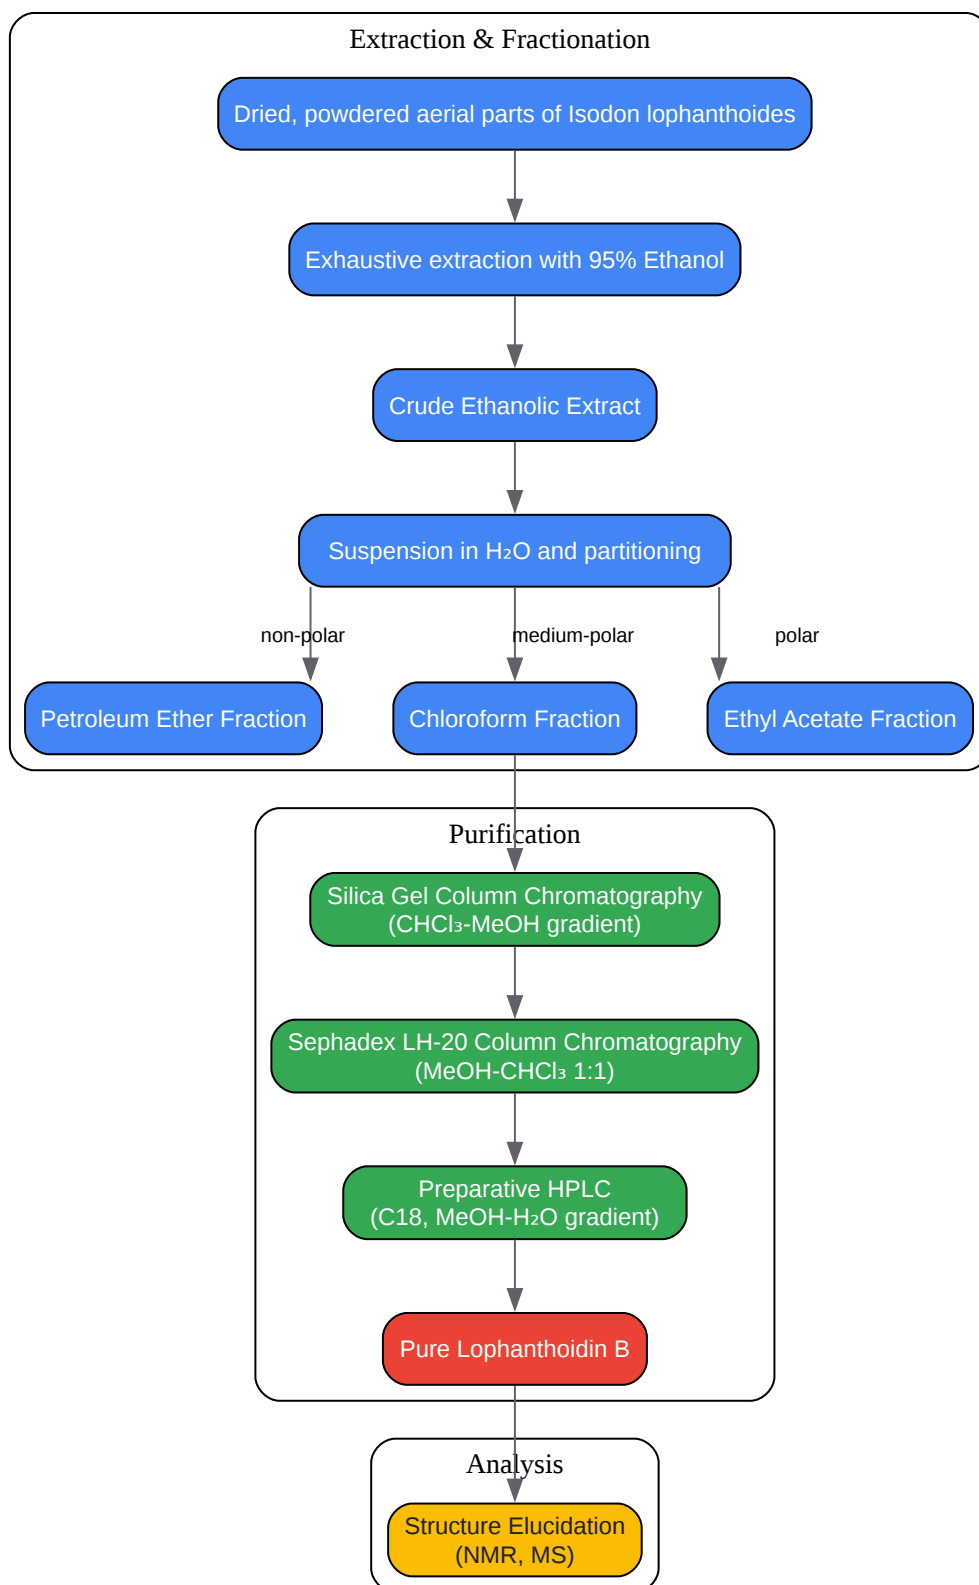 Extraction & Fractionation
Dried, powdered aerial parts of Isodon lophanthoides
Exhaustive extraction with 95% Ethanol
Crude Ethanolic Extract
Suspension in H₂O and partitioning
non-polar
medium-polar
polar
Petroleum Ether Fraction
Chloroform Fraction
Ethyl Acetate Fraction
Purification
Silica Gel Column Chromatography
(CHCl₃-MeOH gradient)
Sephadex LH-20 Column Chromatography
(MeOH-CHCl₃ 1:1)
Preparative HPLC
(C18, MeOH-H₂O gradient)
Pure Lophanthoidin B
Analysis
Structure Elucidation
(NMR, MS)